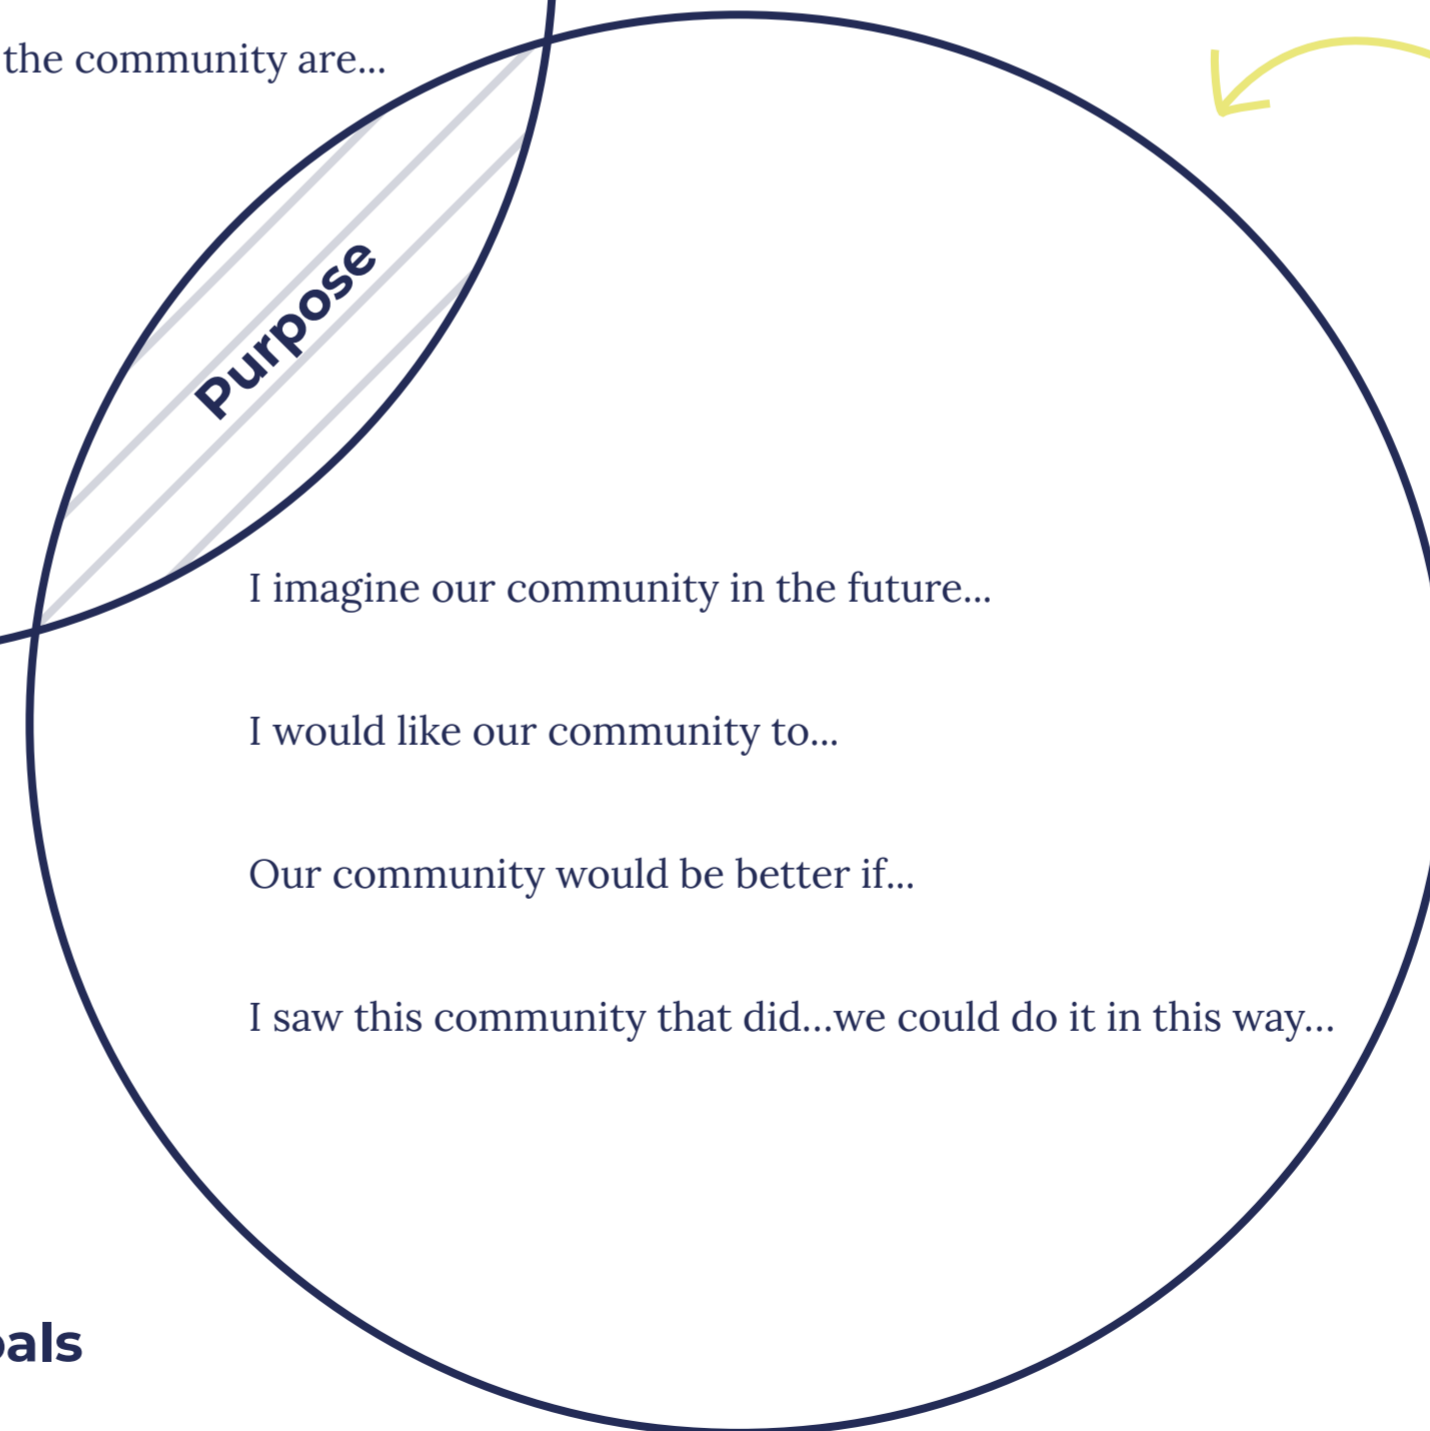 the community are...
Purpose
I imagine our community in the future...
I would like our community to...
Our community would be better if...
I saw this community that did...we could do it in this way...